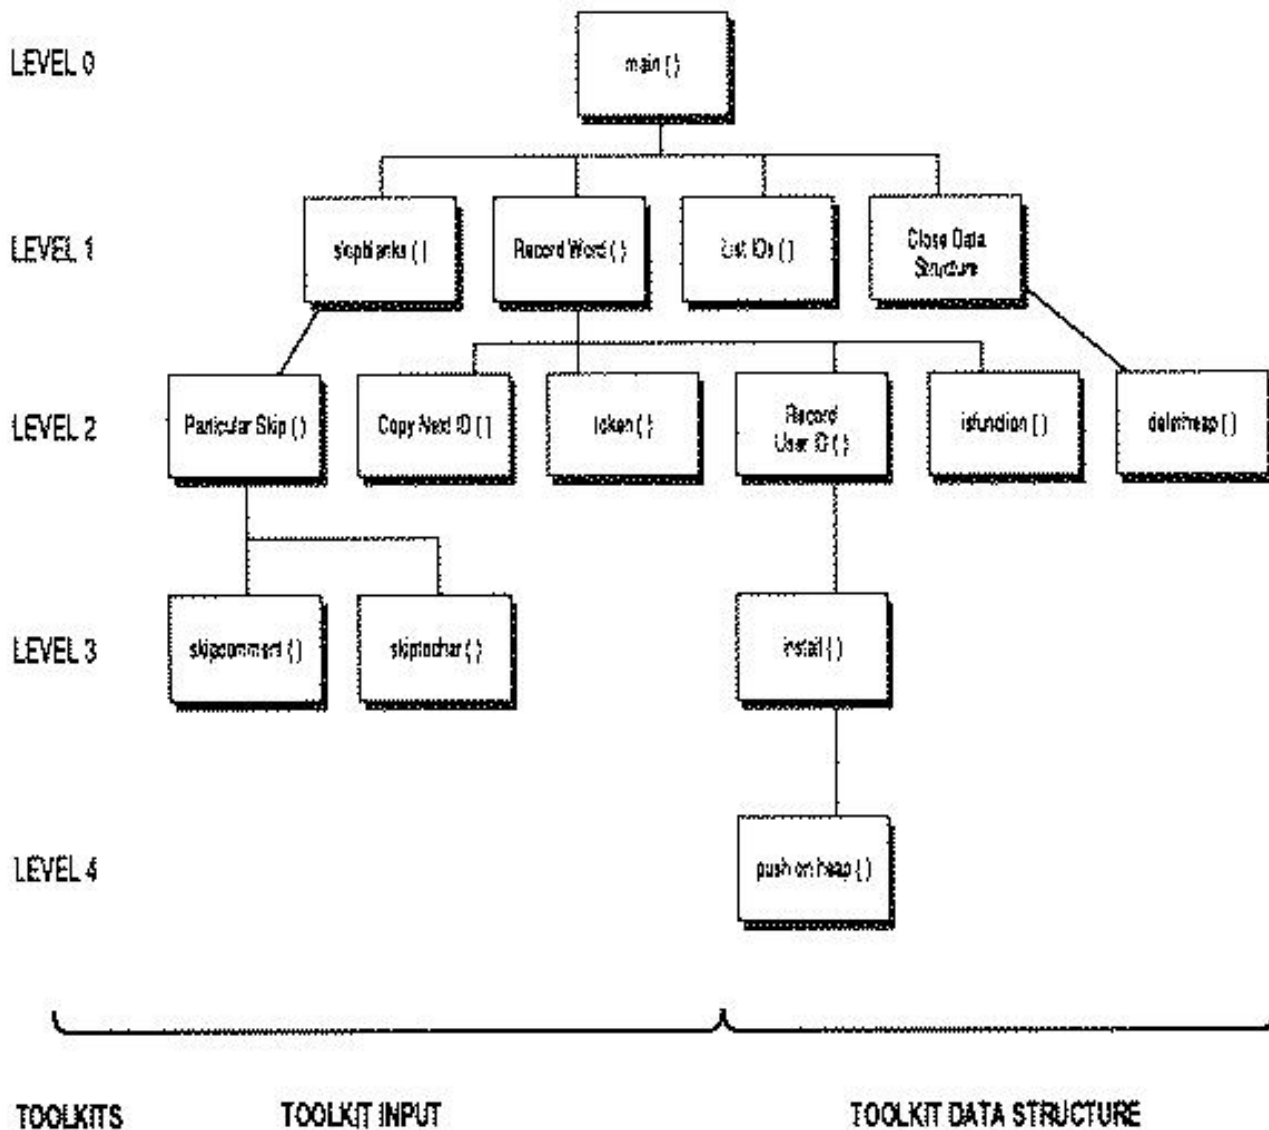 LEVEL 0
main ( )
LEVEL 1
skipblanks ( )
Record Word ( )
List IDs ( )
Close Data
Structure
LEVEL 2
Particular Skip ( )
Copy Next ID ( )
token ( )
Record
User ID ( )
isfunction ( )
LEVEL 3
skipcomment ( )
skiptochar ( )
install ( )
LEVEL 4
push on heap ( )
TOOLKITS
TOOLKIT INPUT
TOOLKIT DATA STRUCTURE